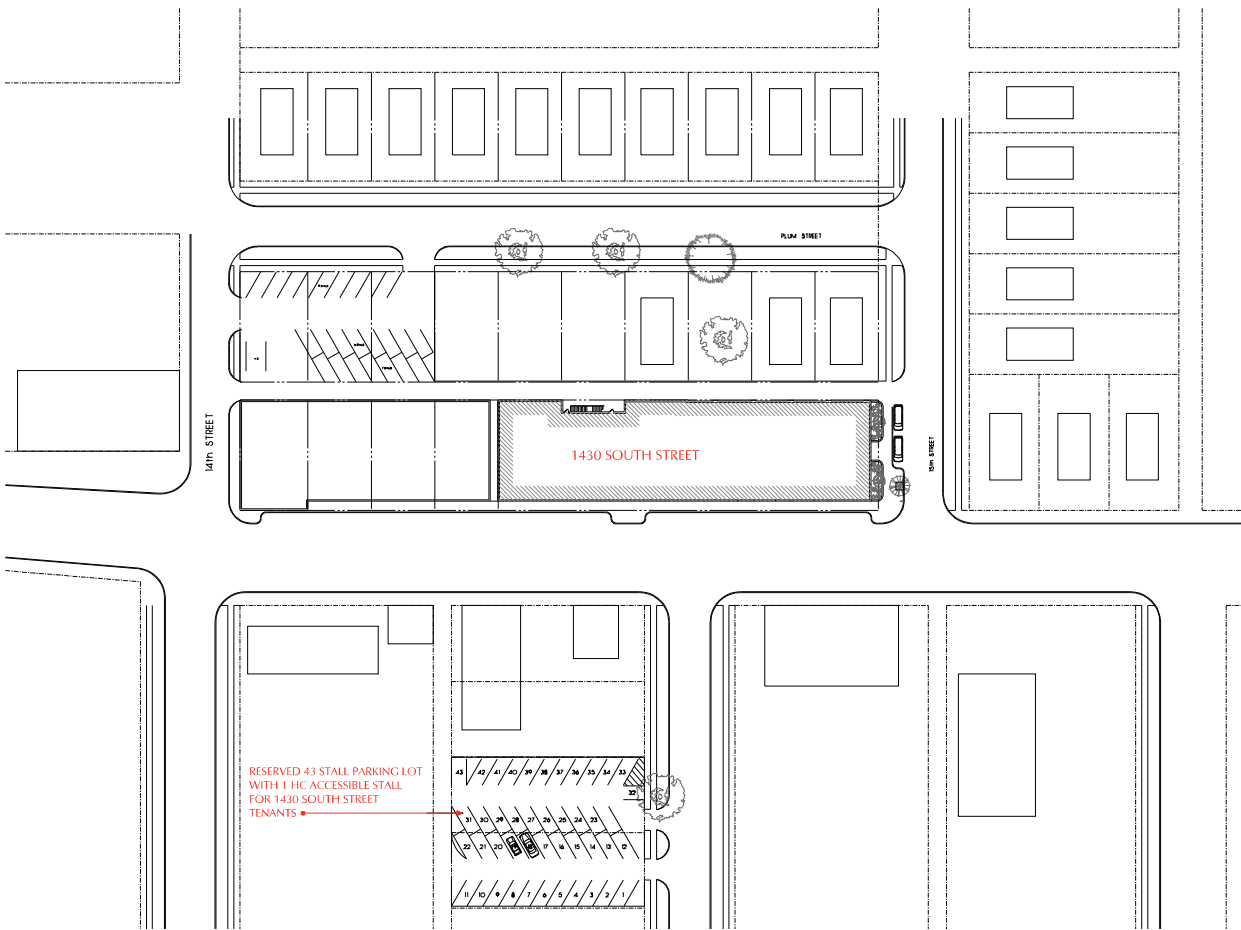 PLUM STREET
14th STREET
1430 SOUTH STREET
15th STREET
RESERVED 43 STALL PARKING LOT
WITH 1 HC ACCESSIBLE STALL
FOR 1430 SOUTH STREET
TENANTS
43 42 41 40 39 38 37 36 35 34 33
32
31 30 29 28 27 26 25 24 23
22 21 20 17 16 15 14 13 12
11 10 9 8 7 6 5 4 3 2 1